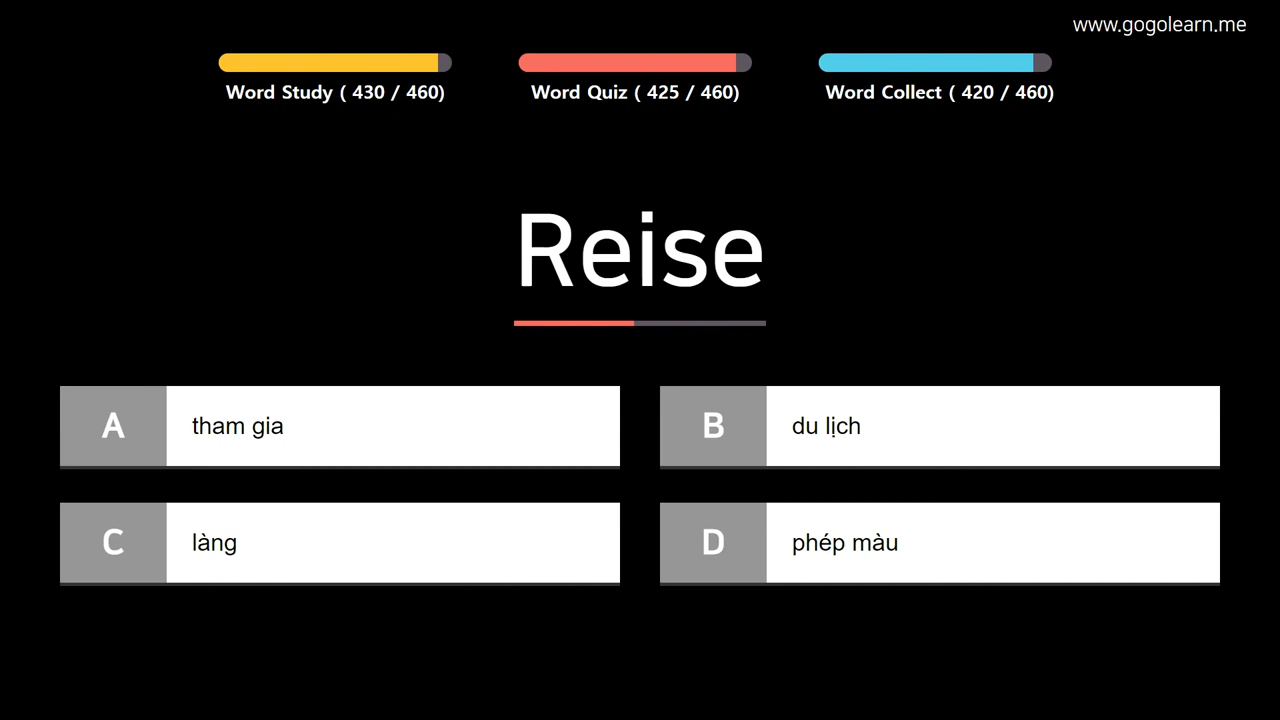 www.gogolearn.me
Word Study ( 430 / 460)
Word Quiz ( 425 / 460)
Word Collect ( 420 / 460)
Reise
A tham gia
B du lịch
C làng
D phép màu